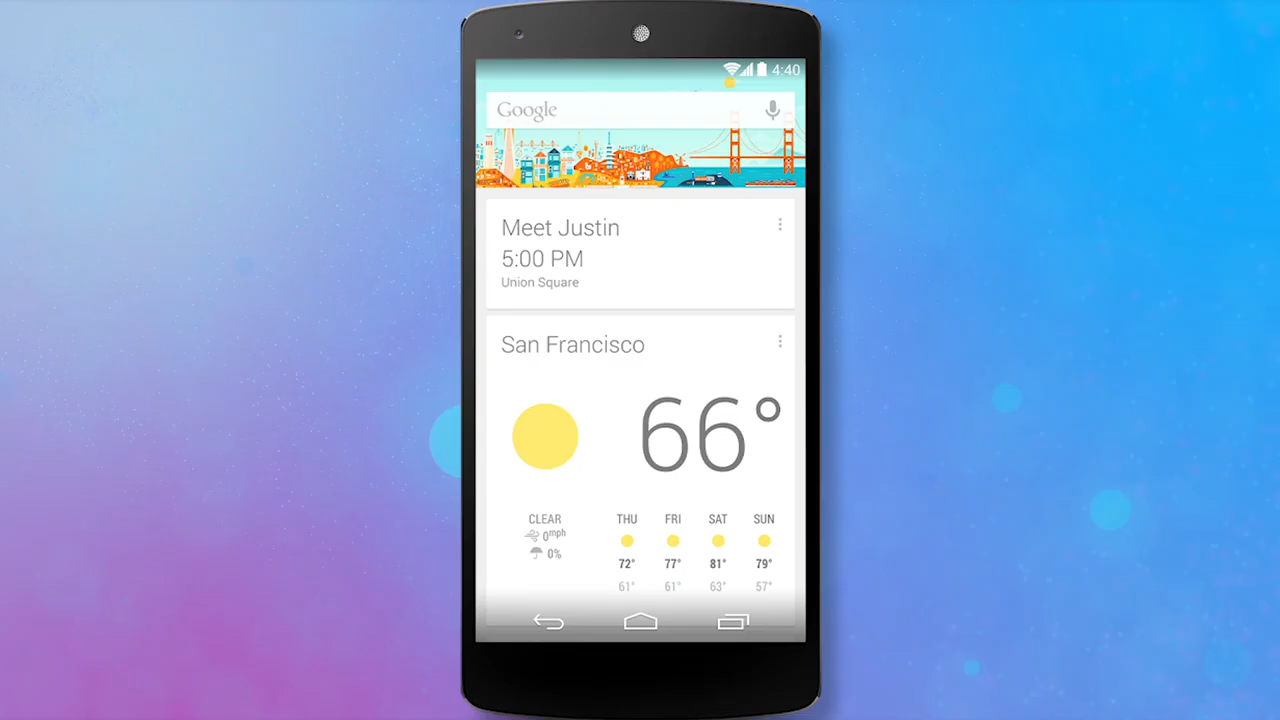 4:40
Google
Meet Justin
5:00 PM
Union Square
San Francisco
66°
CLEAR THU FRI SAT SUN
0mph
0%
72° 77° 81° 79°
61° 61° 63° 57°